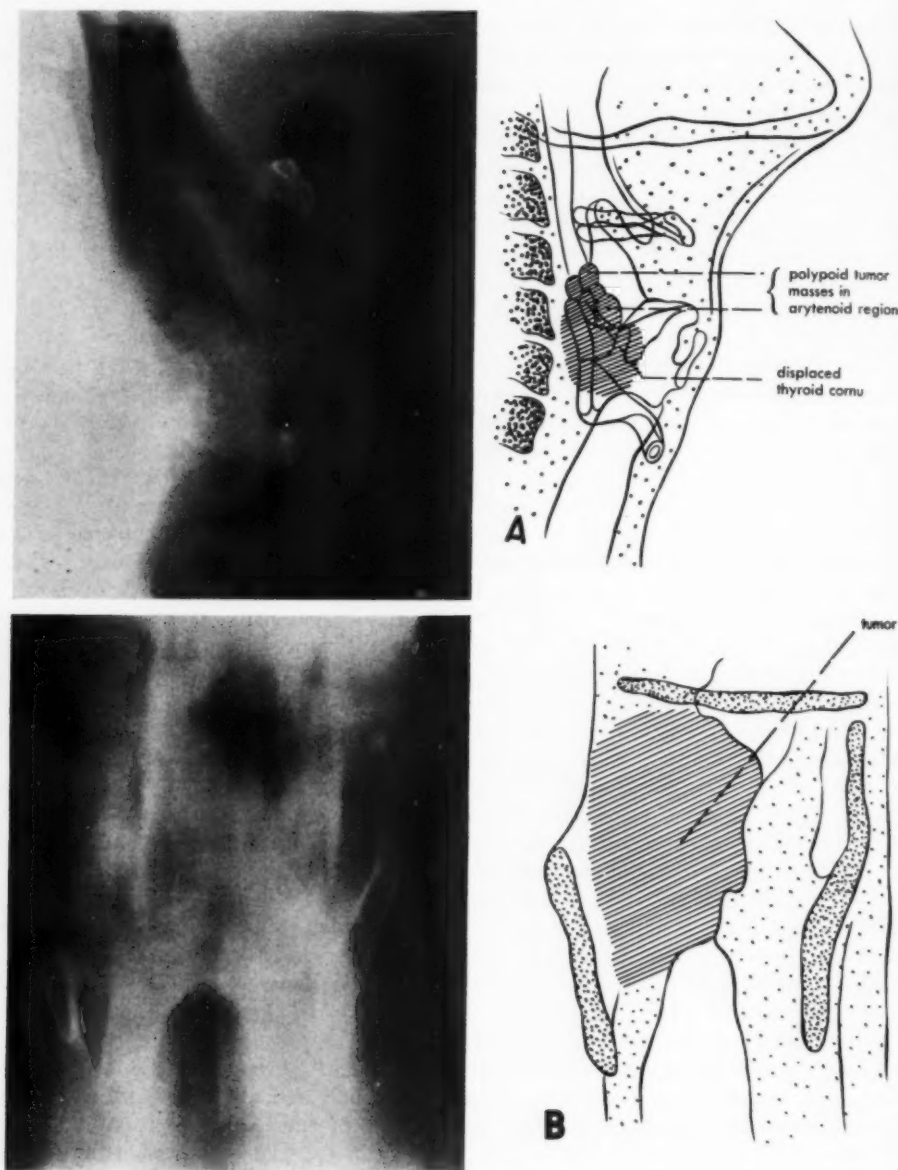 polypoid tumor
masses in
arytenoid region
displaced
thyroid cornu
A
tumor
B